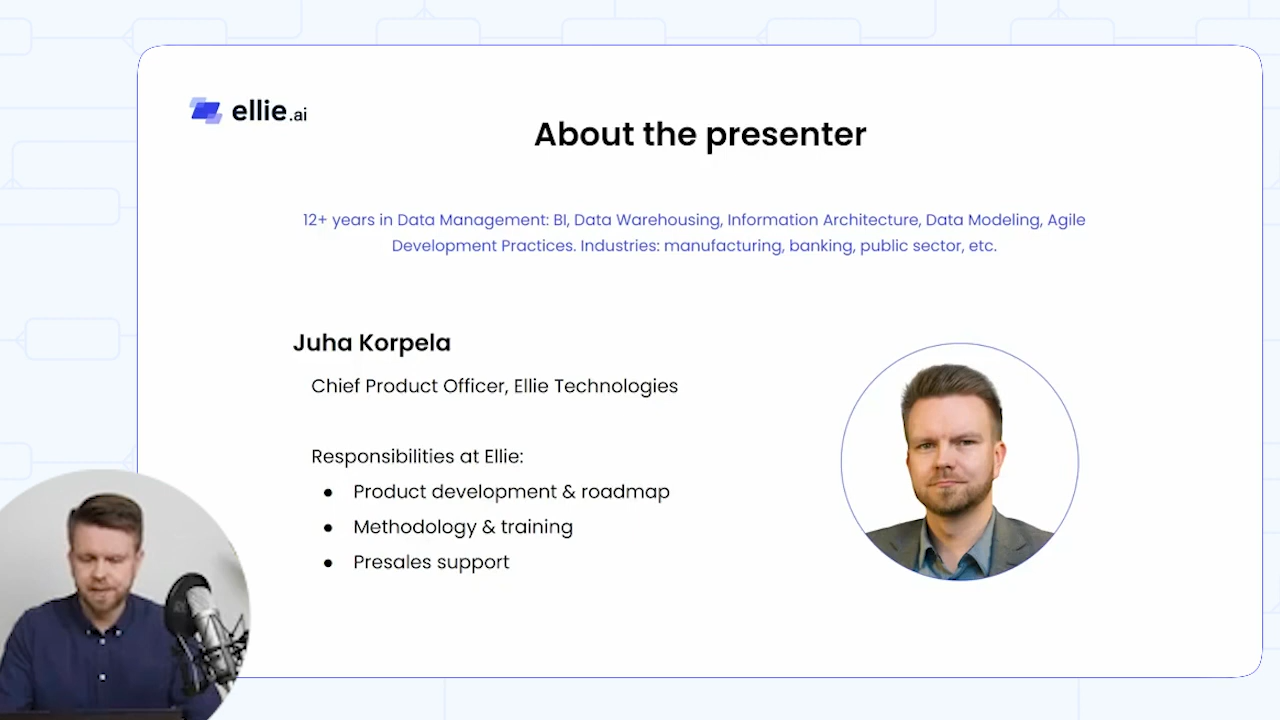 ellie.ai
About the presenter
12+ years in Data Management: BI, Data Warehousing, Information Architecture, Data Modeling, Agile
Development Practices. Industries: manufacturing, banking, public sector, etc.
Juha Korpela
Chief Product Officer, Ellie Technologies
Responsibilities at Ellie:
● Product development & roadmap
● Methodology & training
● Presales support